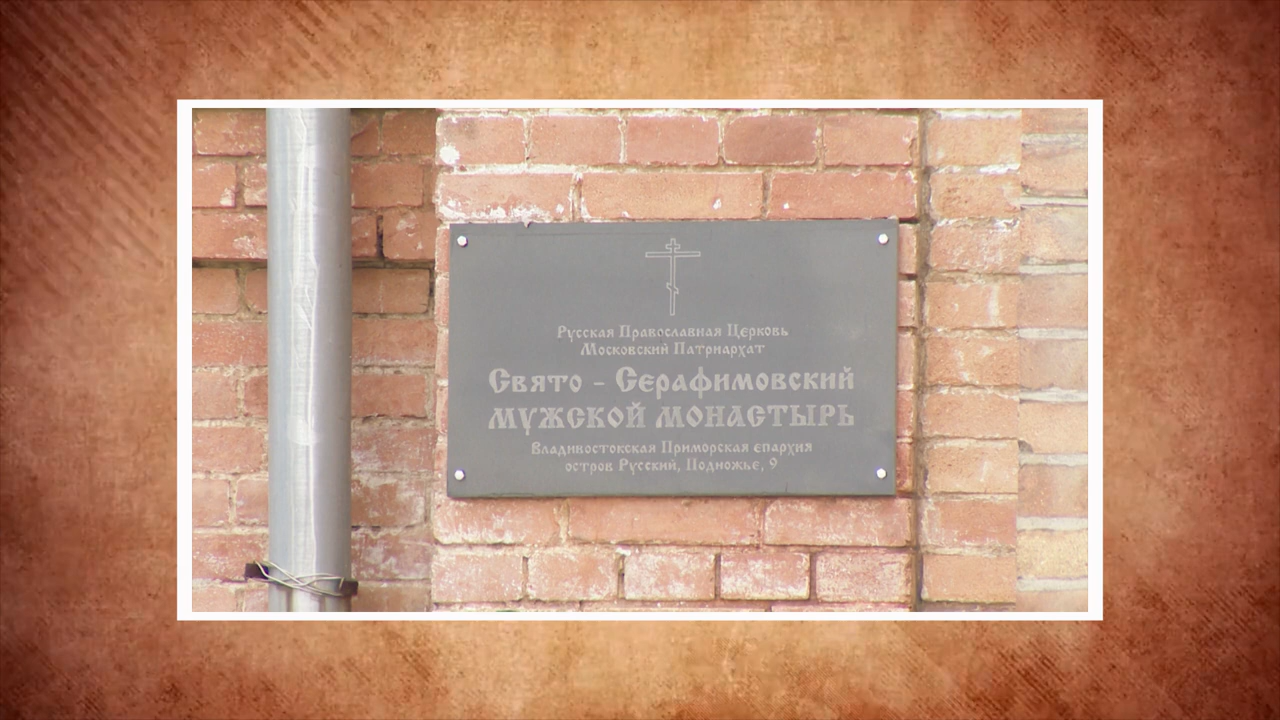 Русская Православная Церковь
Московский Патриархат
Свято - Серафимовский
мужской монастырь
Владивостокская Приморская епархия
остров Русский, Подножье, 9